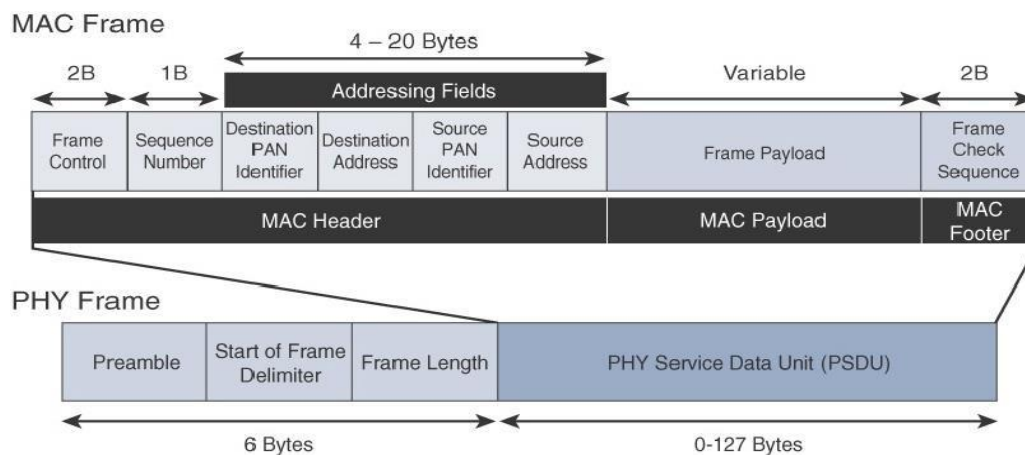 MAC Frame
4 – 20 Bytes
2B
1B
Addressing Fields
Variable
2B
Frame
Control
Sequence
Number
Destination
PAN
Identifier
Destination
Address
Source
PAN
Identifier
Source
Address
Frame Payload
Frame
Check
Sequence
MAC Header
MAC Payload
MAC
Footer
PHY Frame
Preamble
Start of Frame
Delimiter
Frame Length
PHY Service Data Unit (PSDU)
6 Bytes
0-127 Bytes